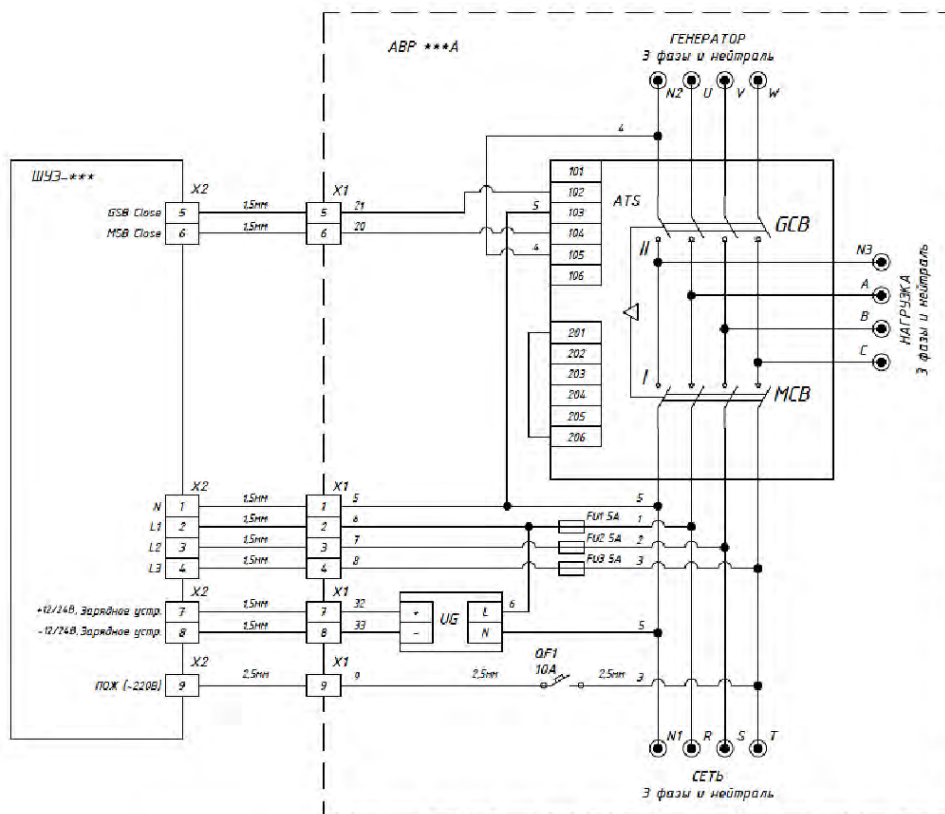 АВР ***А
ГЕНЕРАТОР
3 фазы и нейтраль
N2 U V W
4
ШУЗ-***
X2 X1
GSB Close 5 1,5мм 5 21
MSB Close 6 1,5мм 6 20
5
4
101
102
103
104
105
106
ATS
GCB
II
201
202
203
204
205
206
I
MCB
N3
A
B
C
НАГРУЗКА
3 фазы и нейтраль
X2 X1
N 1 1,5мм 1 5 5
L1 2 1,5мм 2 6 FU1 5A 1
L2 3 1,5мм 3 7 FU2 5A 2
L3 4 1,5мм 4 8 FU3 5A 3
X2 X1
+12/24В, Зарядное устр. 7 1,5мм 7 32 + UG L 6
-12/24В, Зарядное устр. 8 1,5мм 8 33 - N 5
X2 X1
QF1
10A
ПОЖ (~220В) 9 2,5мм 9 9 2,5мм 2,5мм 3
N1 R S T
СЕТЬ
3 фазы и нейтраль